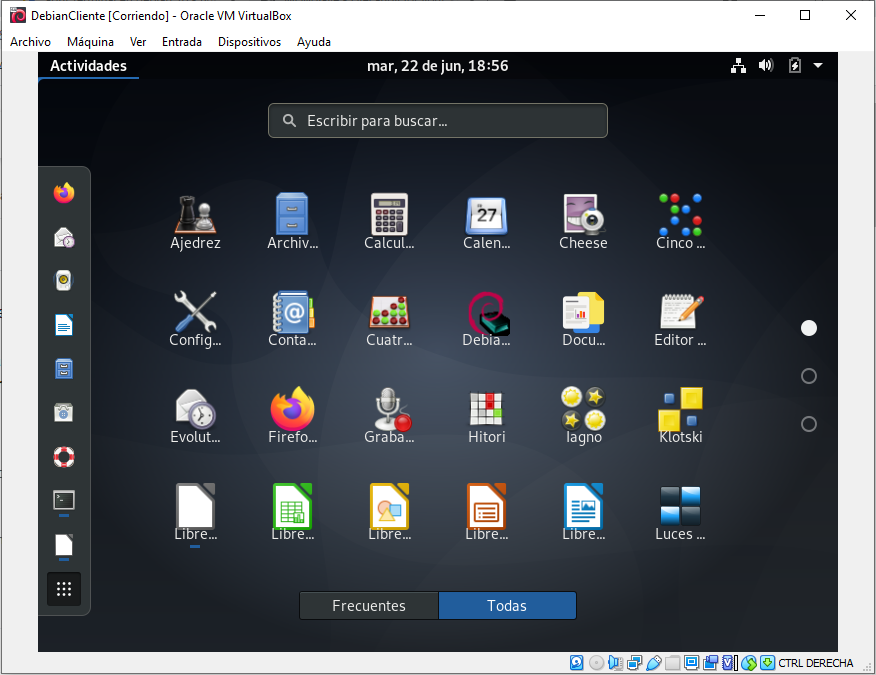 DebianCliente [Corriendo] - Oracle VM VirtualBox
Archivo Máquina Ver Entrada Dispositivos Ayuda
Actividades mar, 22 de jun, 18:56
Escribir para buscar...
Ajedrez Archiv... Calcul... Calen... Cheese Cinco ...
Config... Conta... Cuatr... Debia... Docu... Editor ...
Evolut... Firefo... Graba... Hitori Iagno Klotski
Libre... Libre... Libre... Libre... Libre... Luces ...
Frecuentes Todas
CTRL DERECHA